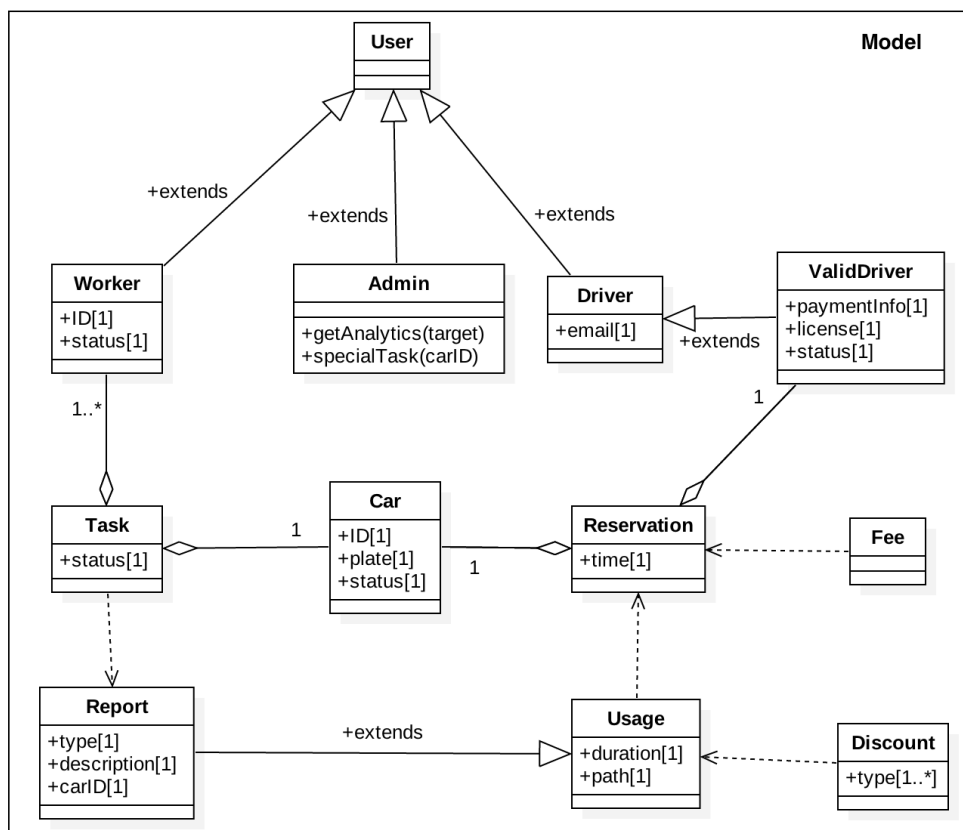 User
Model
+extends
+extends
+extends
Worker
+ID[1]
+status[1]
Admin
+getAnalytics(target)
+specialTask(carID)
Driver
+email[1]
+extends
ValidDriver
+paymentInfo[1]
+license[1]
+status[1]
1..*
1
Task
+status[1]
1
Car
+ID[1]
+plate[1]
+status[1]
1
Reservation
+time[1]
Fee
Report
+type[1]
+description[1]
+carID[1]
+extends
Usage
+duration[1]
+path[1]
Discount
+type[1..*]